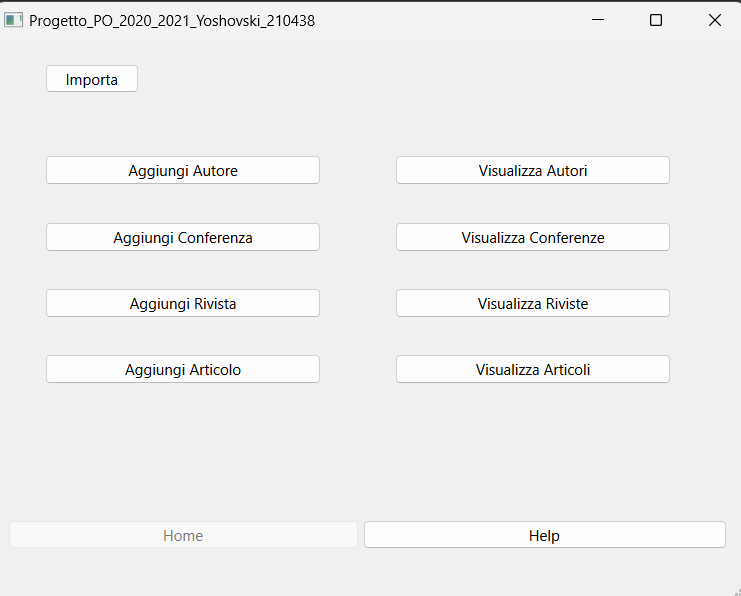 Progetto_PO_2020_2021_Yoshovski_210438
Importa
Aggiungi Autore
Visualizza Autori
Aggiungi Conferenza
Visualizza Conferenze
Aggiungi Rivista
Visualizza Riviste
Aggiungi Articolo
Visualizza Articoli
Home
Help